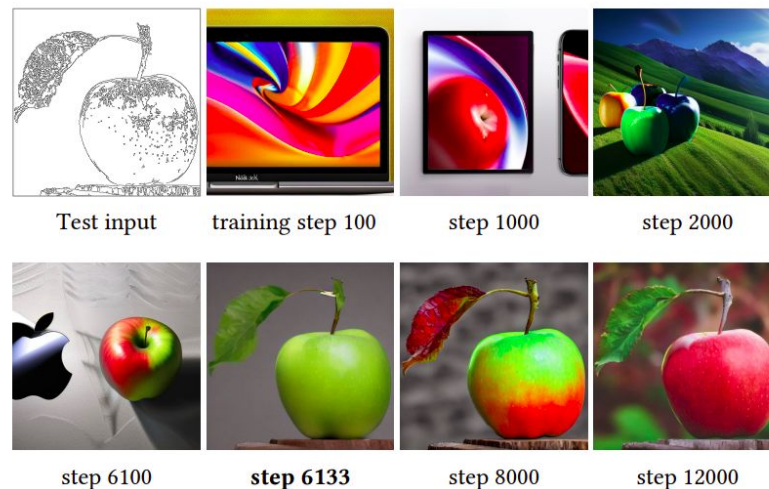 Test input
training step 100
step 1000
step 2000
step 6100
step 6133
step 8000
step 12000